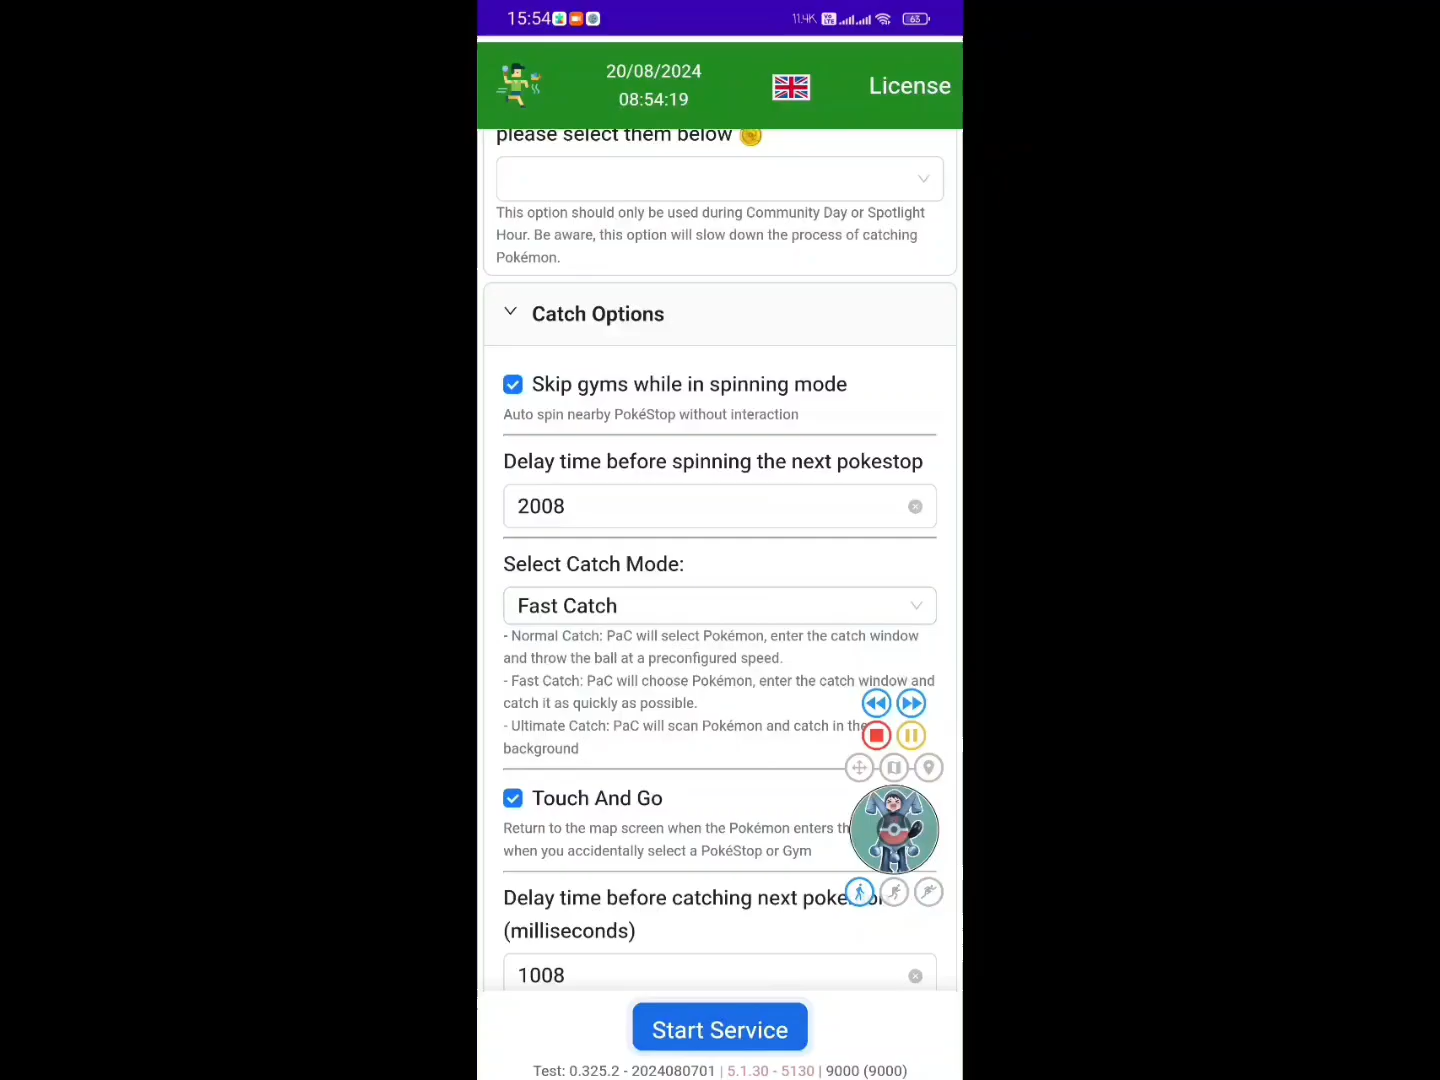 15:54
11.4K
Vo
LTE
63
20/08/2024
08:54:19
License
please select them below
This option should only be used during Community Day or Spotlight
Hour. Be aware, this option will slow down the process of catching
Pokémon.
Catch Options
Skip gyms while in spinning mode
Auto spin nearby PokéStop without interaction
Delay time before spinning the next pokestop
2008
Select Catch Mode:
Fast Catch
- Normal Catch: PaC will select Pokémon, enter the catch window
and throw the ball at a preconfigured speed.
- Fast Catch: PaC will choose Pokémon, enter the catch window and
catch it as quickly as possible.
- Ultimate Catch: PaC will scan Pokémon and catch in the
background
Touch And Go
Return to the map screen when the Pokémon enters
when you accidentally select a PokéStop or Gym
Delay time before catching next
(milliseconds)
1008
Start Service
Test: 0.325.2 - 2024080701 | 5.1.30 - 5130 | 9000 (9000)